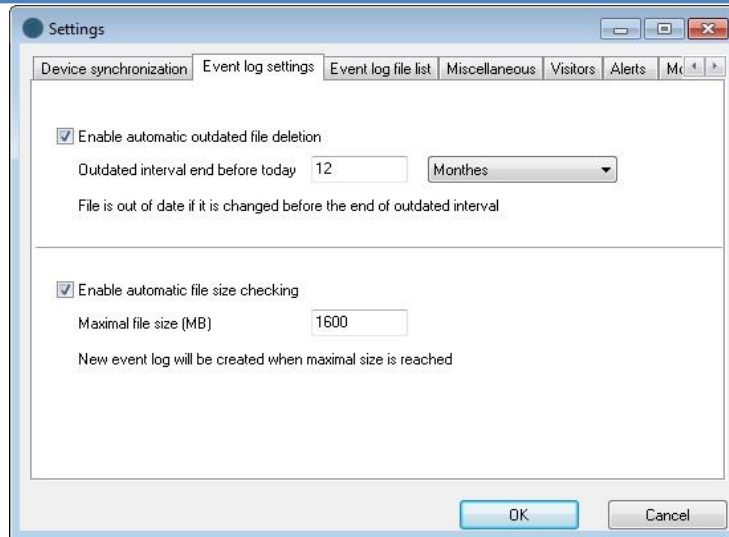 Settings
Device synchronization Event log settings Event log file list Miscellaneous Visitors Alerts
Enable automatic outdated file deletion
Outdated interval end before today 12 Monthes
File is out of date if it is changed before the end of outdated interval
Enable automatic file size checking
Maximal file size (MB) 1600
New event log will be created when maximal size is reached
OK Cancel